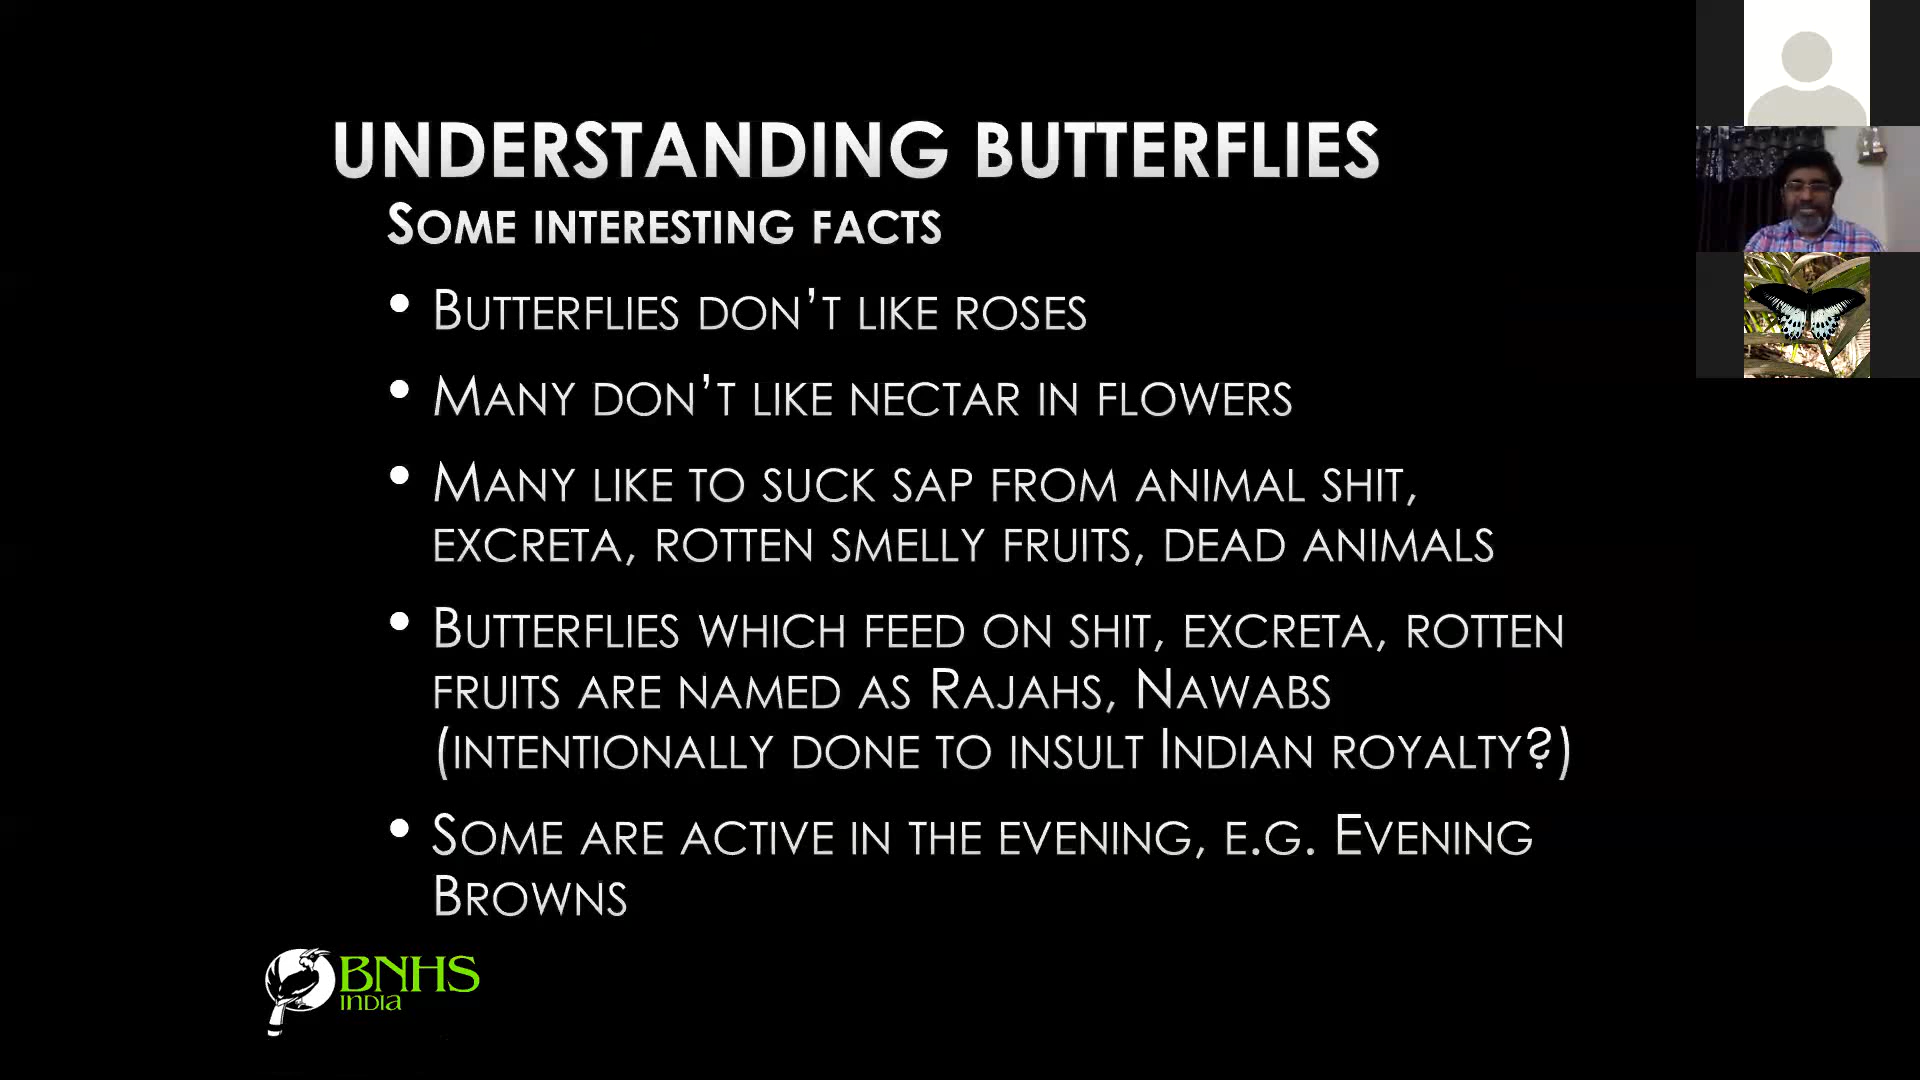 UNDERSTANDING BUTTERFLIES
SOME INTERESTING FACTS
• BUTTERFLIES DON'T LIKE ROSES
• MANY DON'T LIKE NECTAR IN FLOWERS
• MANY LIKE TO SUCK SAP FROM ANIMAL SHIT,
EXCRETA, ROTTEN SMELLY FRUITS, DEAD ANIMALS
• BUTTERFLIES WHICH FEED ON SHIT, EXCRETA, ROTTEN
FRUITS ARE NAMED AS RAJAHS, NAWABS
(INTENTIONALLY DONE TO INSULT INDIAN ROYALTY?)
• SOME ARE ACTIVE IN THE EVENING, E.G. EVENING
BROWNS
BNHS
INDIA